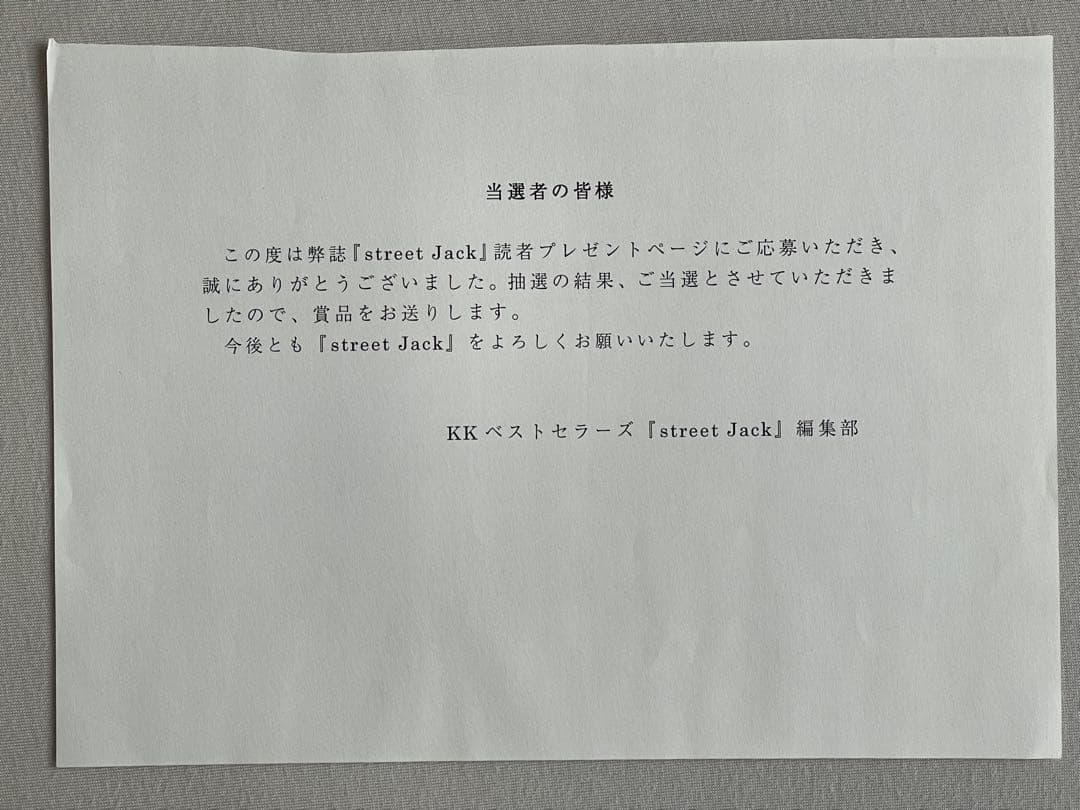 当選者の皆様
この度は弊誌『street Jack』読者プレゼントページにご応募いただき、
誠にありがとうございました。抽選の結果、ご当選とさせていただきま
したので、賞品をお送りします。
今後とも『street Jack』をよろしくお願いいたします。
KKベストセラーズ『street Jack』編集部